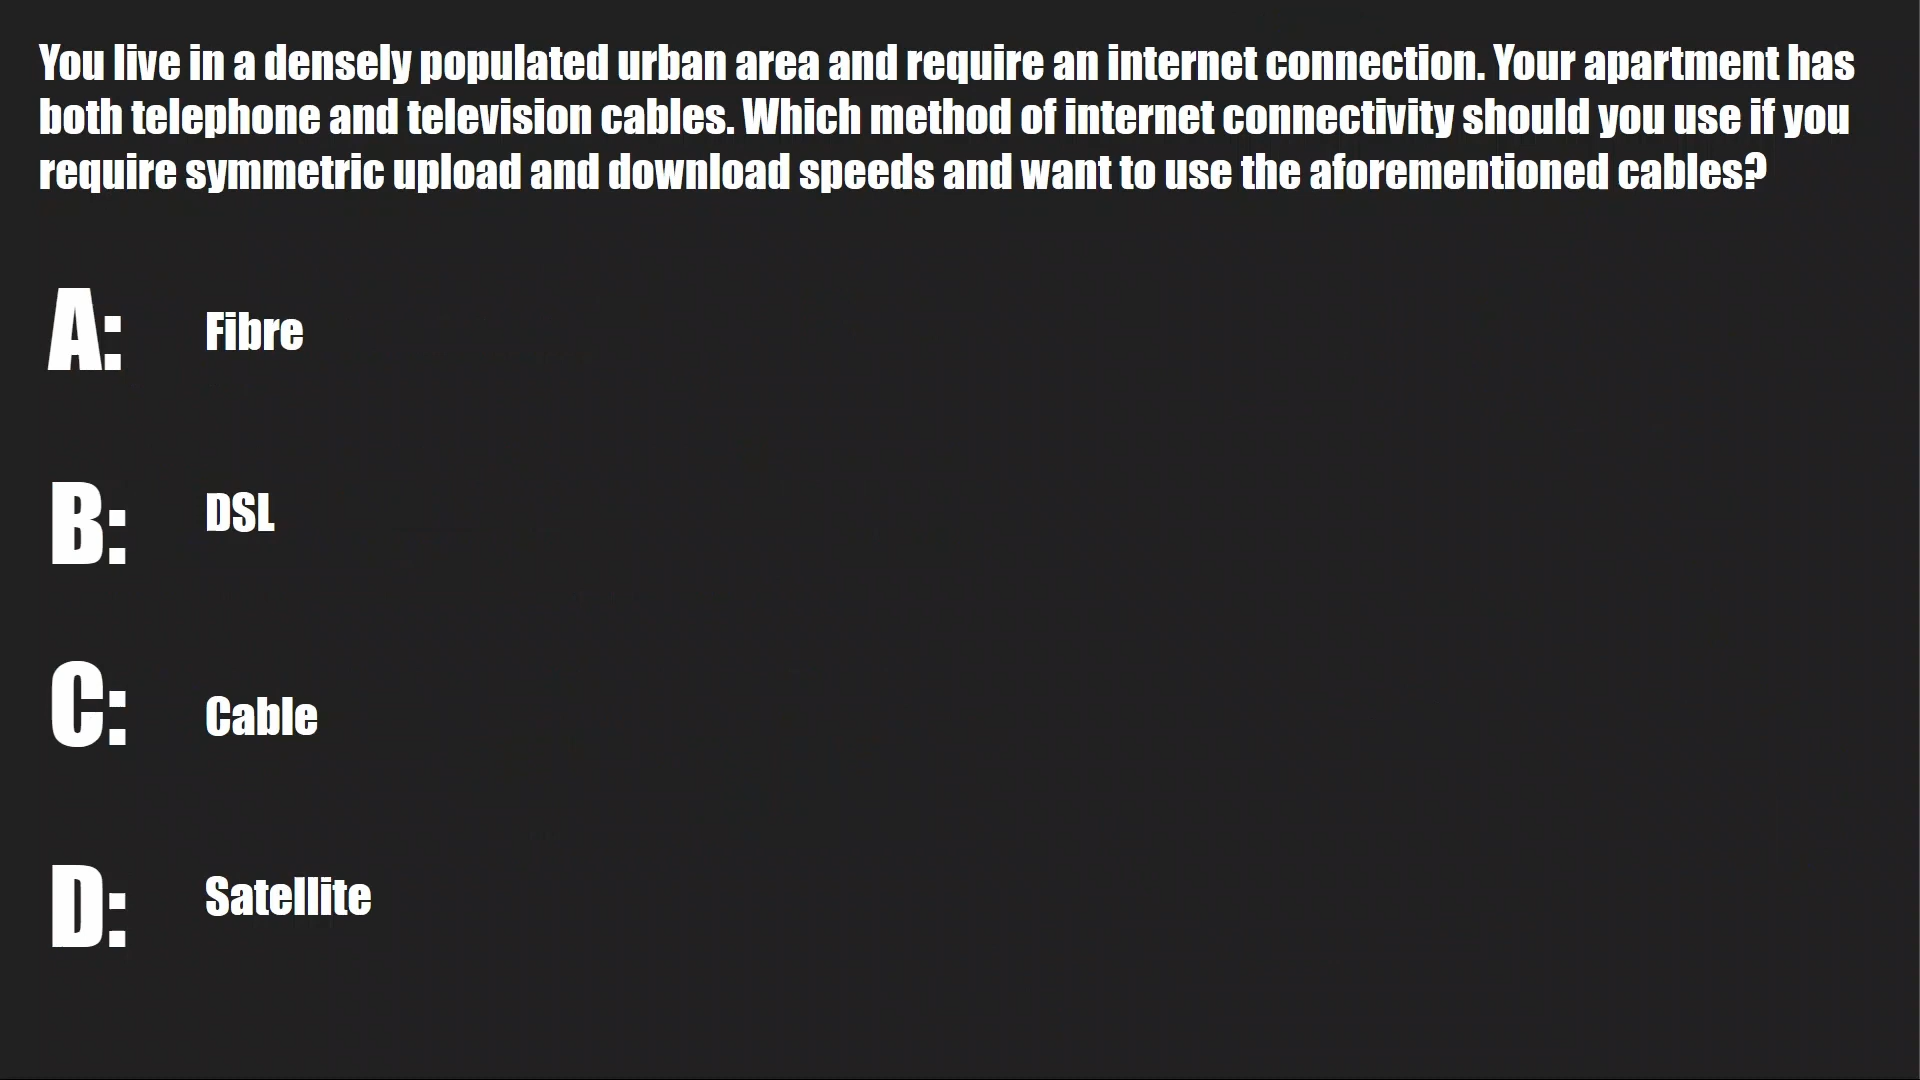 You live in a densely populated urban area and require an internet connection. Your apartment has
both telephone and television cables. Which method of internet connectivity should you use if you
require symmetric upload and download speeds and want to use the aforementioned cables?
A: Fibre
B: DSL
C: Cable
D: Satellite